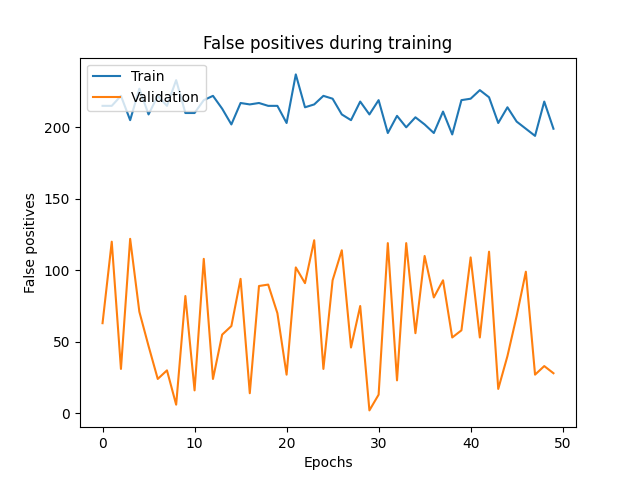 False positives during training
Train
Validation
False positives
200
150
100
50
0
0 10 20 30 40 50
Epochs